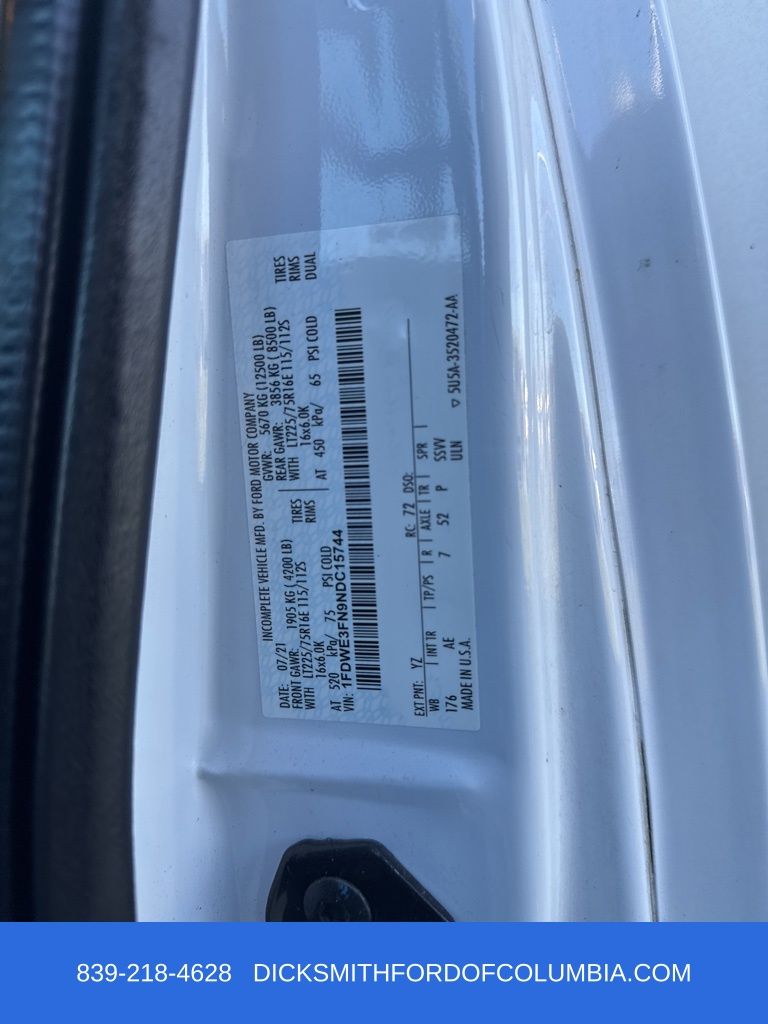 INCOMPLETE VEHICLE MFD. BY FORD MOTOR COMPANY
DATE: 07/21 GVWR: 5670 KG (12500 LB)
FRONT GAWR: 1905 KG ( 4200 LB) REAR GAWR: 3856 KG ( 8500 LB)
WITH LT225/75R16E 115/112S TIRES WITH LT225/75R16E 115/112S TIRES
16x6.0K RIMS 16x6.0K RIMS
AT 520 kPa/ 75 PSI COLD AT 450 kPa/ 65 PSI COLD DUAL
VIN: 1FDWE3FN9NDC15744
EXT PNT: YZ RC: 72 DSO:
WB INT TR TP/PS R AXLE TR SPR
176 AE 7 52 P SSVV
MADE IN U.S.A. ULN
▽ 5U5A-3520472-AA
839-218-4628 DICKSMITHFORDOFCOLUMBIA.COM